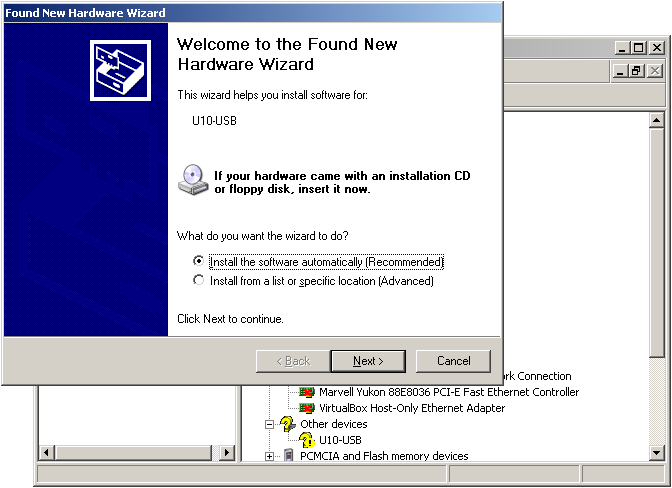 Found New Hardware Wizard
Welcome to the Found New
Hardware Wizard
This wizard helps you install software for:
U10-USB
If your hardware came with an installation CD
or floppy disk, insert it now.
What do you want the wizard to do?
Install the software automatically (Recommended)
Install from a list or specific location (Advanced)
Click Next to continue.
< Back
Next >
Cancel
Connection
Marvell Yukon 88E8036 PCI-E Fast Ethernet Controller
VirtualBox Host-Only Ethernet Adapter
Other devices
U10-USB
PCMCIA and Flash memory devices